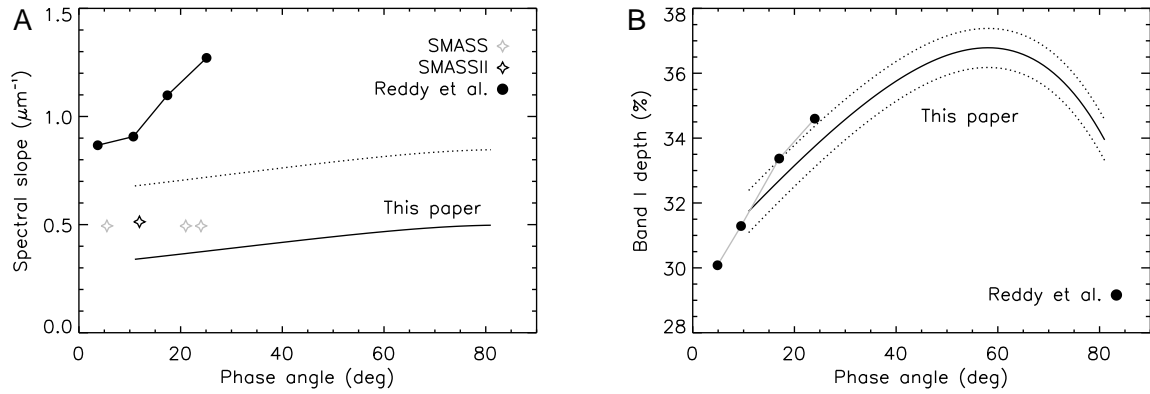 A
1.5
1.0
0.5
0.0
Spectral slope (μm⁻¹)
SMASS
SMASSII
Reddy et al.
This paper
0 20 40 60 80
Phase angle (deg)
B
38
36
34
32
30
28
Band I depth (%)
This paper
Reddy et al.
0 20 40 60 80
Phase angle (deg)